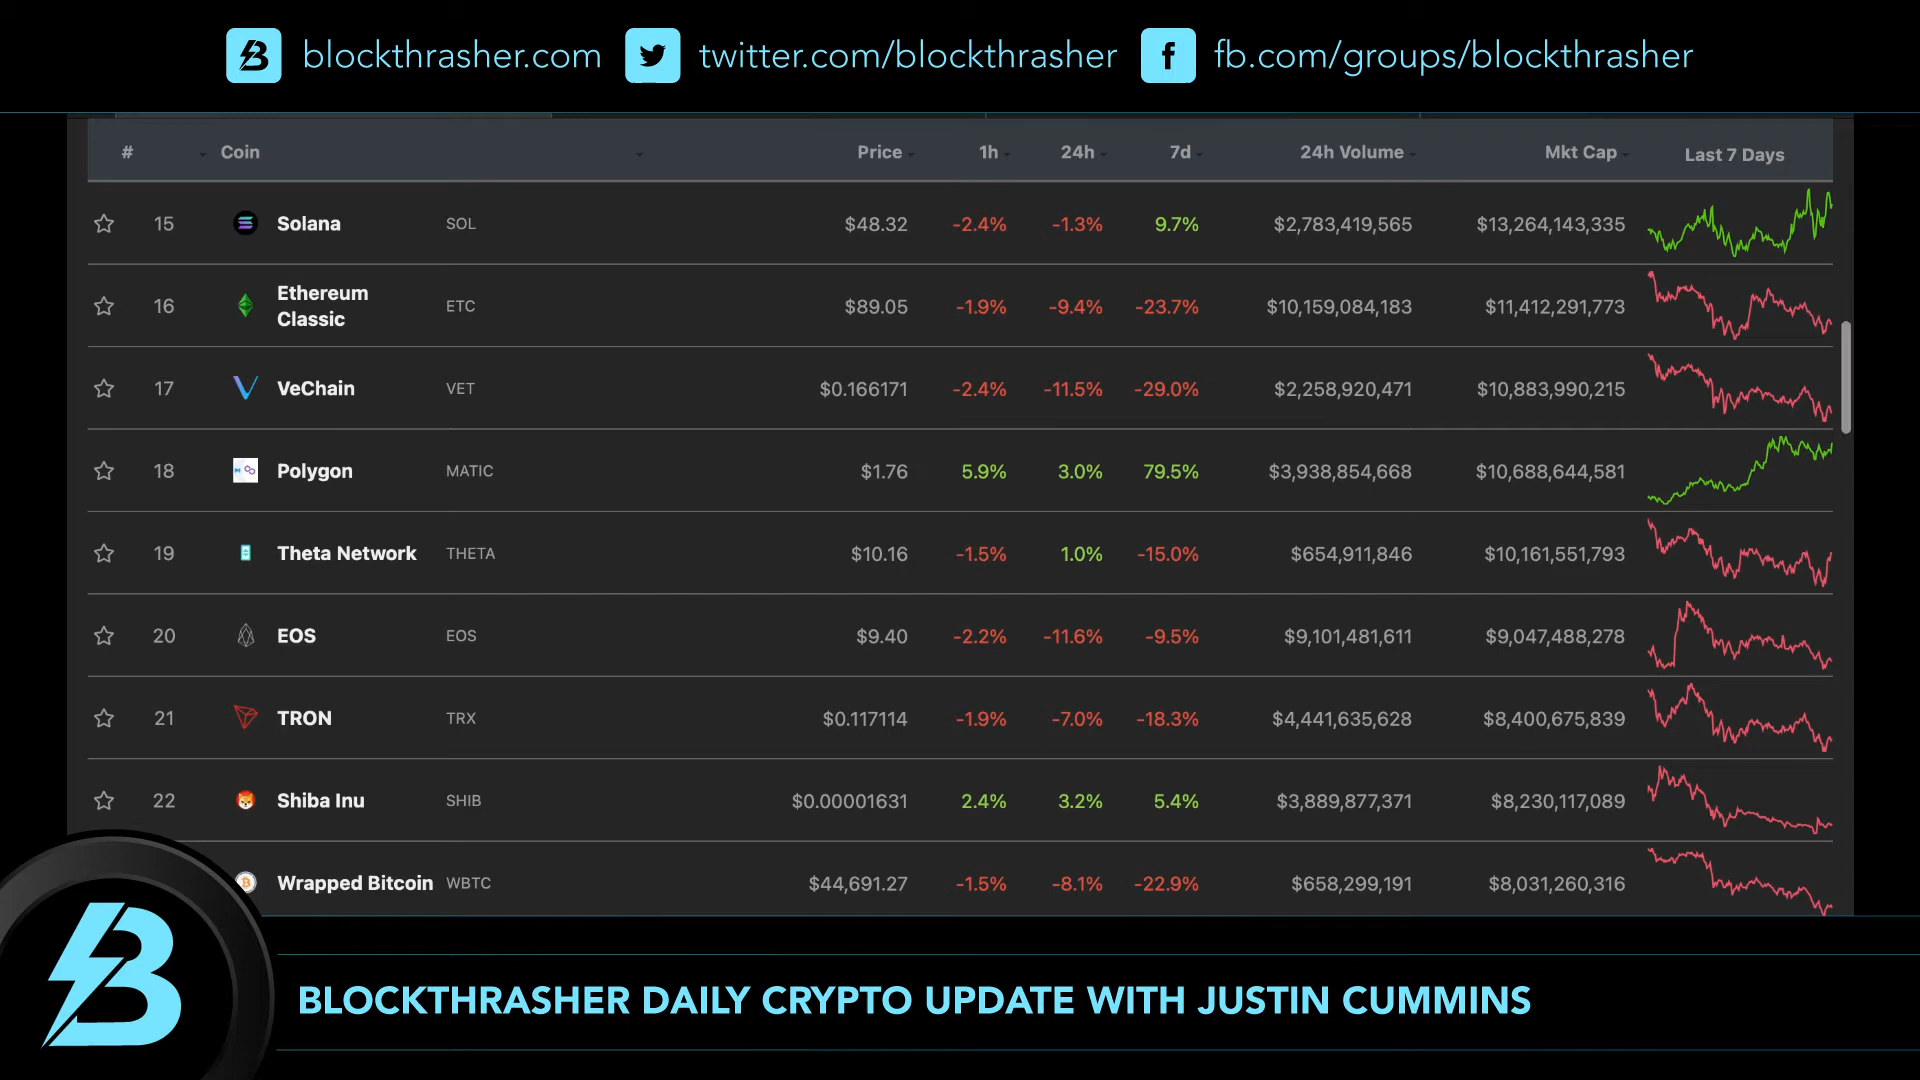 blockthrasher.com twitter.com/blockthrasher fb.com/groups/blockthrasher
# Coin Price 1h 24h 7d 24h Volume Mkt Cap Last 7 Days
15 Solana SOL $48.32 -2.4% -1.3% 9.7% $2,783,419,565 $13,264,143,335
16 Ethereum Classic ETC $89.05 -1.9% -9.4% -23.7% $10,159,084,183 $11,412,291,773
17 VeChain VET $0.166171 -2.4% -11.5% -29.0% $2,258,920,471 $10,883,990,215
18 Polygon MATIC $1.76 5.9% 3.0% 79.5% $3,938,854,668 $10,688,644,581
19 Theta Network THETA $10.16 -1.5% 1.0% -15.0% $654,911,846 $10,161,551,793
20 EOS EOS $9.40 -2.2% -11.6% -9.5% $9,101,481,611 $9,047,488,278
21 TRON TRX $0.117114 -1.9% -7.0% -18.3% $4,441,635,628 $8,400,675,839
22 Shiba Inu SHIB $0.00001631 2.4% 3.2% 5.4% $3,889,877,371 $8,230,117,089
Wrapped Bitcoin WBTC $44,691.27 -1.5% -8.1% -22.9% $658,299,191 $8,031,260,316
BLOCKTHRASHER DAILY CRYPTO UPDATE WITH JUSTIN CUMMINS